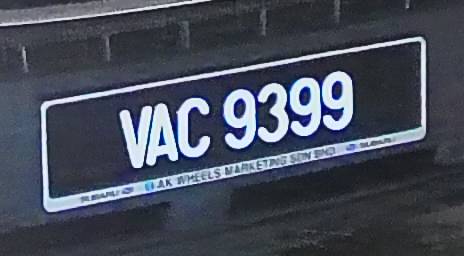 VAC 9399
SUBARU AK WHEELS MARKETING SDN BHD SUBARU